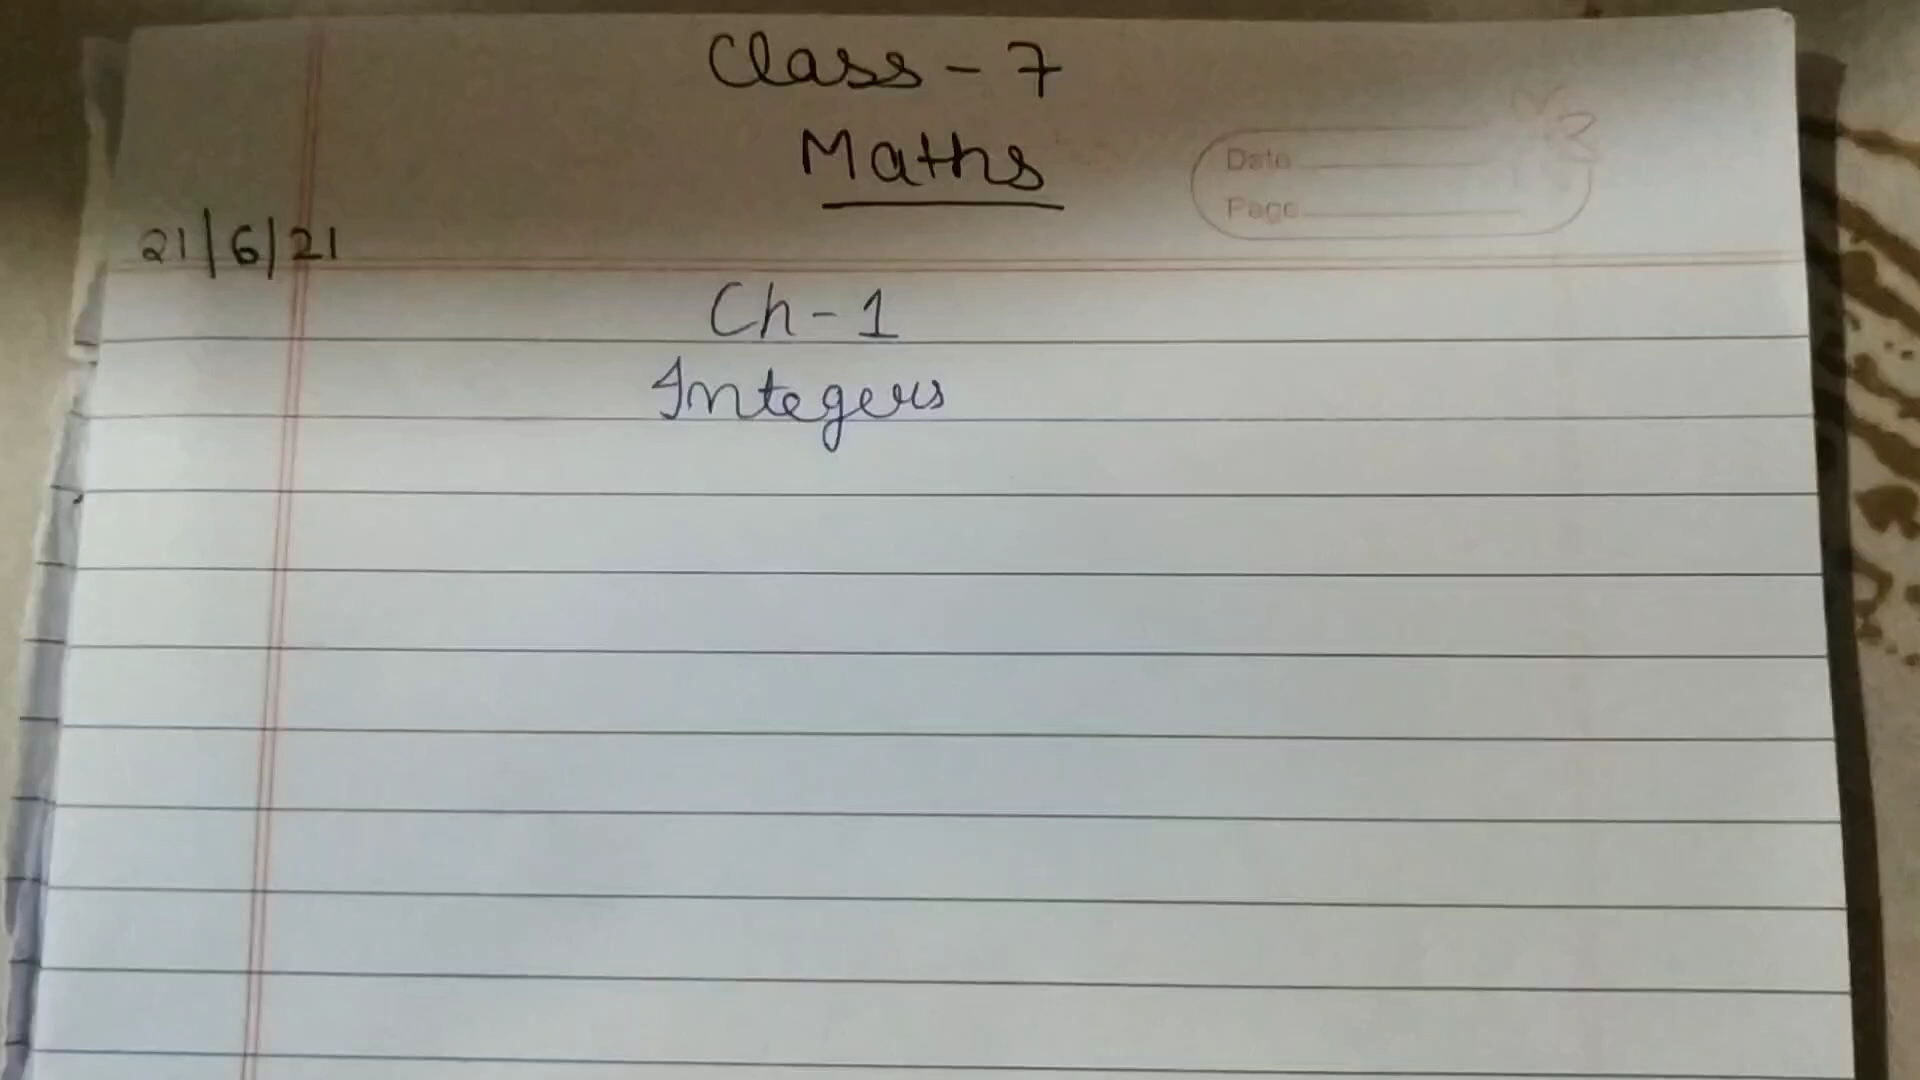 Class - 7
Maths
Date
Page
21/6/21
Ch - 1
Integers